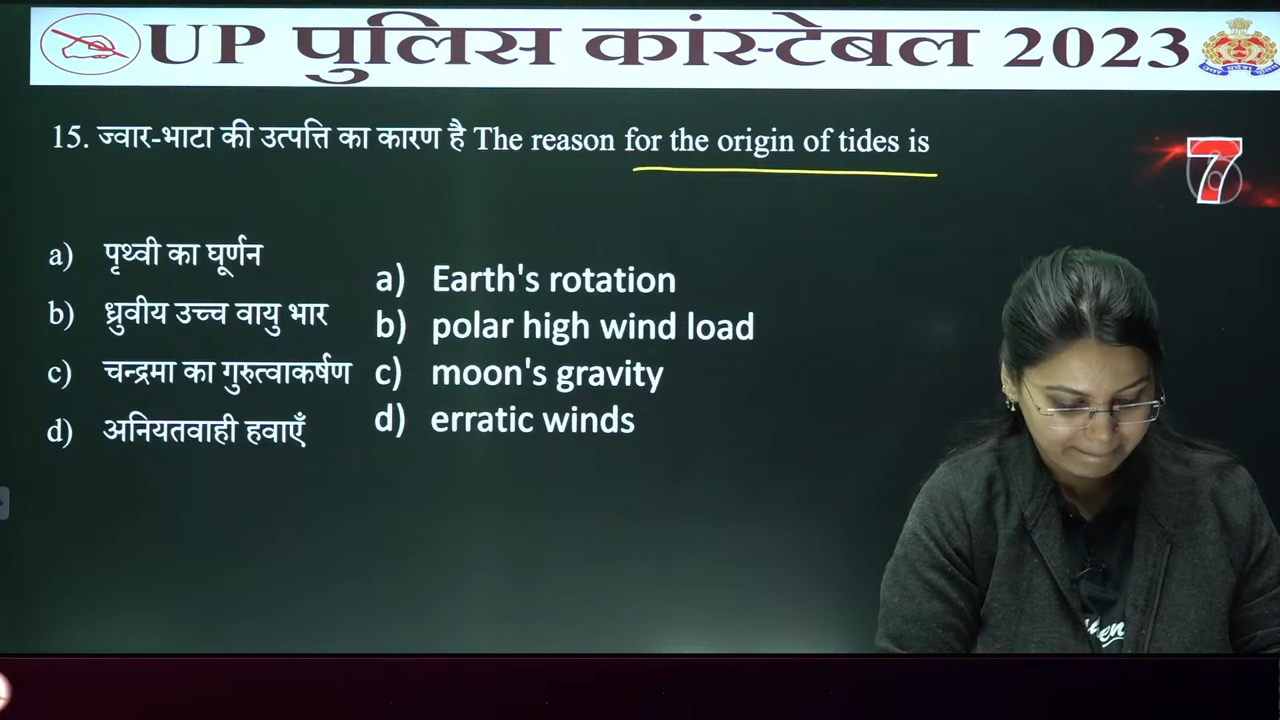 UP पुलिस कांस्टेबल 2023
15. ज्वार-भाटा की उत्पत्ति का कारण है The reason for the origin of tides is
7
a) पृथ्वी का घूर्णन
b) ध्रुवीय उच्च वायु भार
c) चन्द्रमा का गुरुत्वाकर्षण
d) अनियतवाही हवाएँ
a) Earth's rotation
b) polar high wind load
c) moon's gravity
d) erratic winds